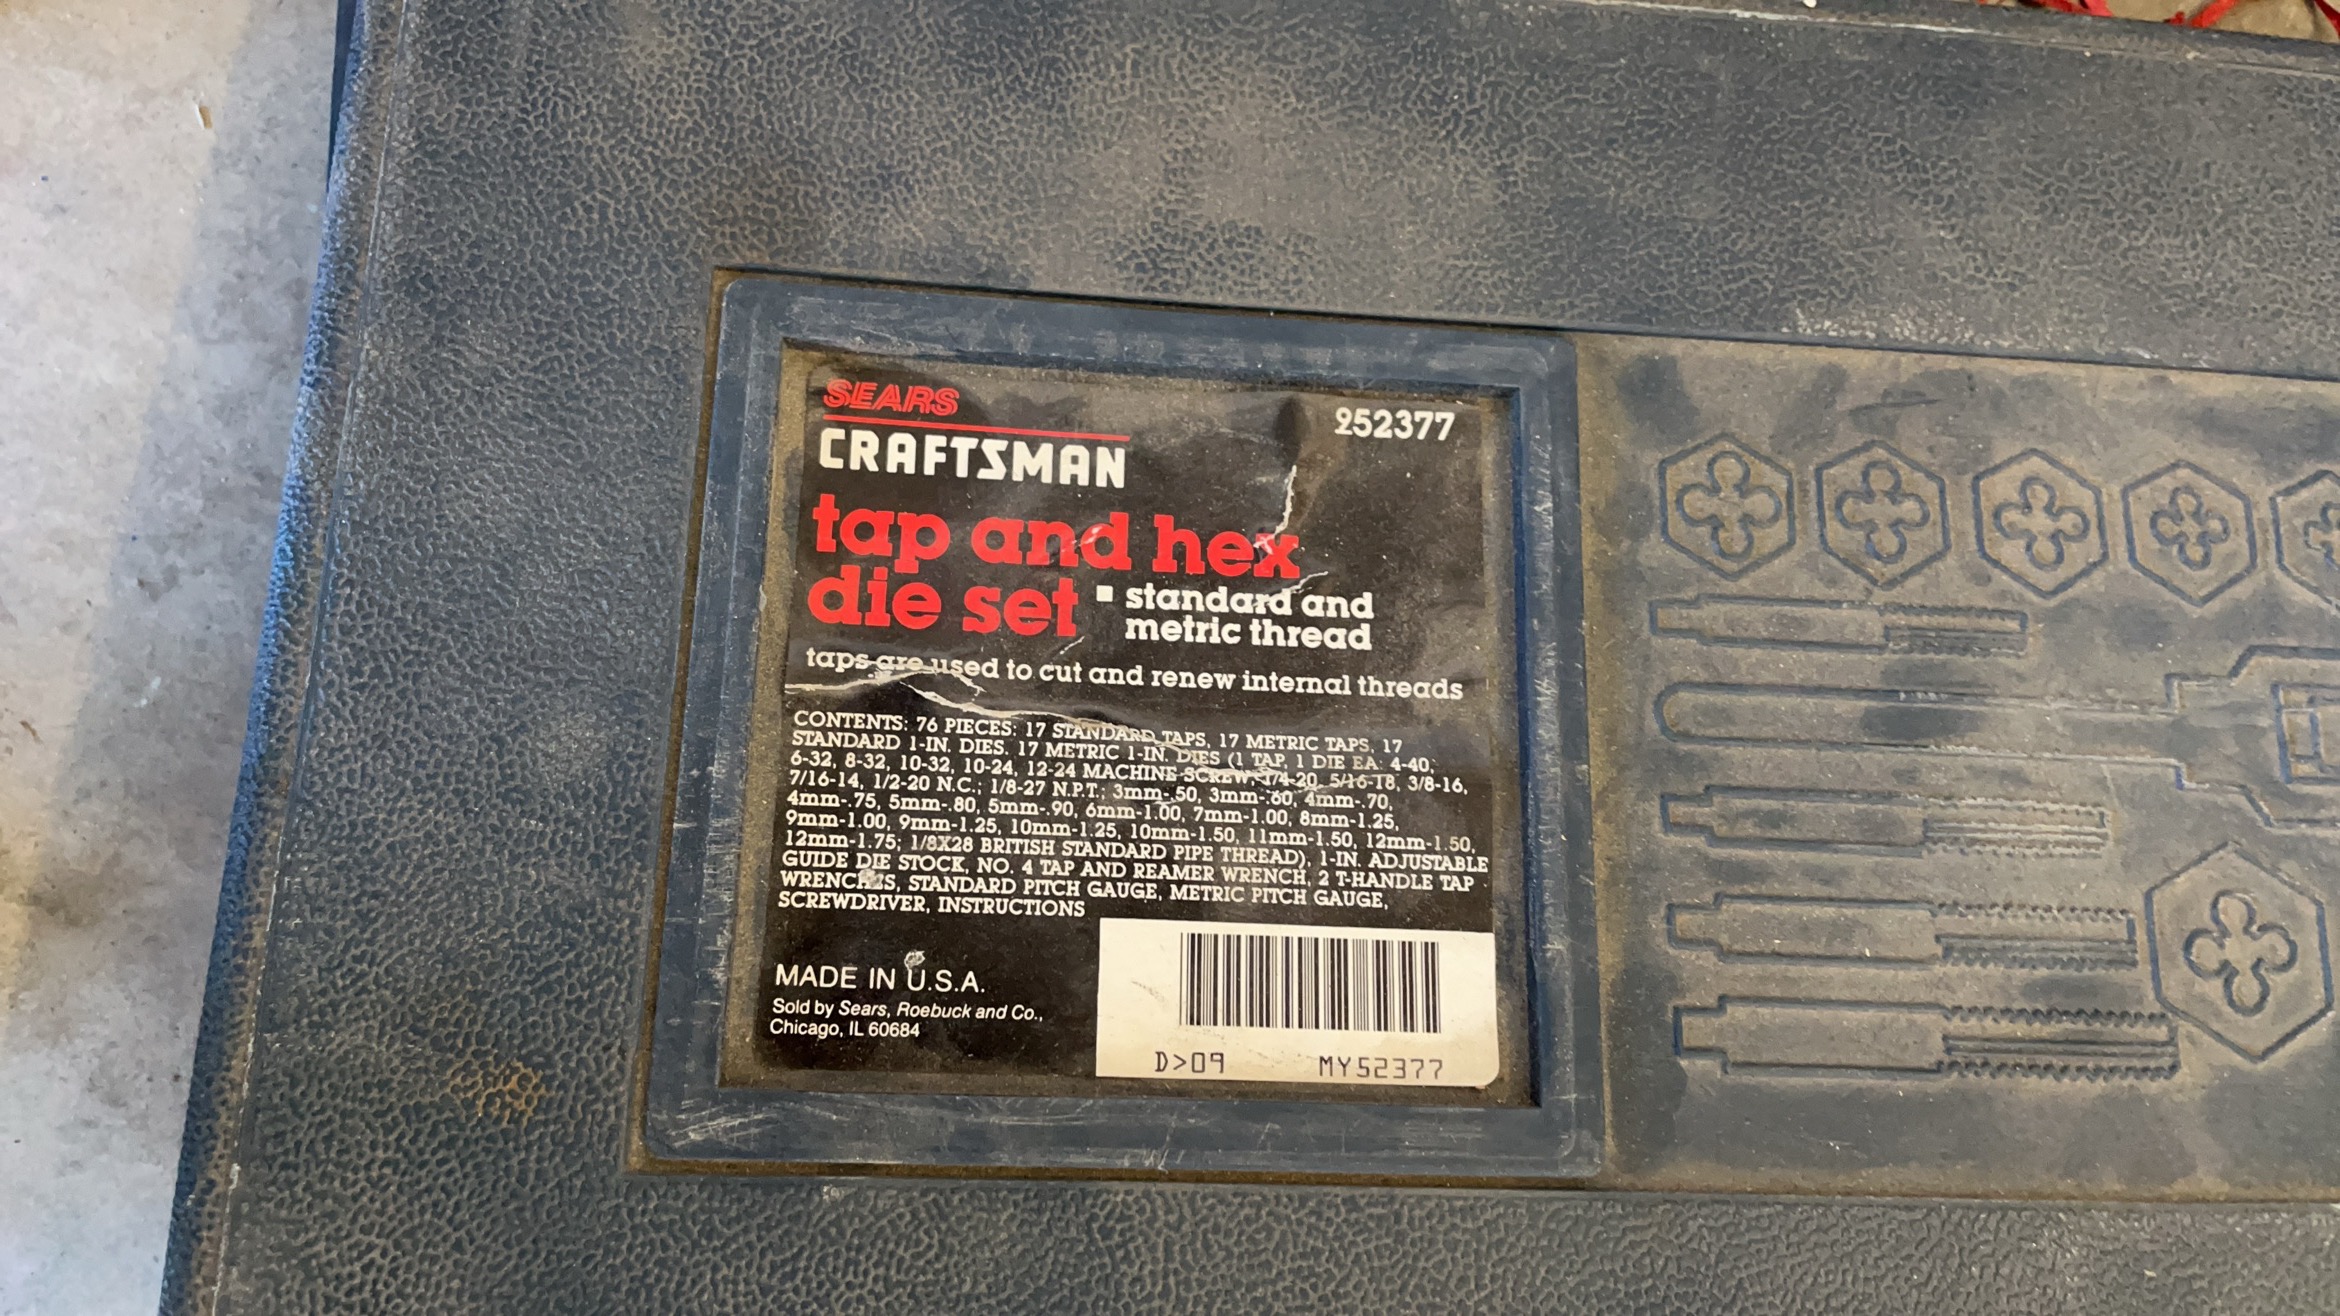 SEARS
252377
CRAFTSMAN
tap and hex
die set ▪ standard and
metric thread
taps are used to cut and renew internal threads
CONTENTS: 76 PIECES: 17 STANDARD TAPS, 17 METRIC TAPS, 17
STANDARD 1-IN. DIES. 17 METRIC 1-IN. DIES (1 TAP, 1 DIE EA: 4-40,
6-32, 8-32, 10-32, 10-24, 12-24 MACHINE SCREW, 1/4-20, 5/16-18, 3/8-16,
7/16-14, 1/2-20 N.C.; 1/8-27 N.P.T.; 3mm-.50, 3mm-.60, 4mm-.70,
4mm-.75, 5mm-.80, 5mm-.90, 6mm-1.00, 7mm-1.00, 8mm-1.25,
9mm-1.00, 9mm-1.25, 10mm-1.25, 10mm-1.50, 11mm-1.50, 12mm-1.50,
12mm-1.75; 1/8X28 BRITISH STANDARD PIPE THREAD), 1-IN. ADJUSTABLE
GUIDE DIE STOCK, NO. 4 TAP AND REAMER WRENCH, 2 T-HANDLE TAP
WRENCHES, STANDARD PITCH GAUGE, METRIC PITCH GAUGE,
SCREWDRIVER, INSTRUCTIONS
MADE IN U.S.A.
Sold by Sears, Roebuck and Co.,
Chicago, IL 60684
D>09 MY52377